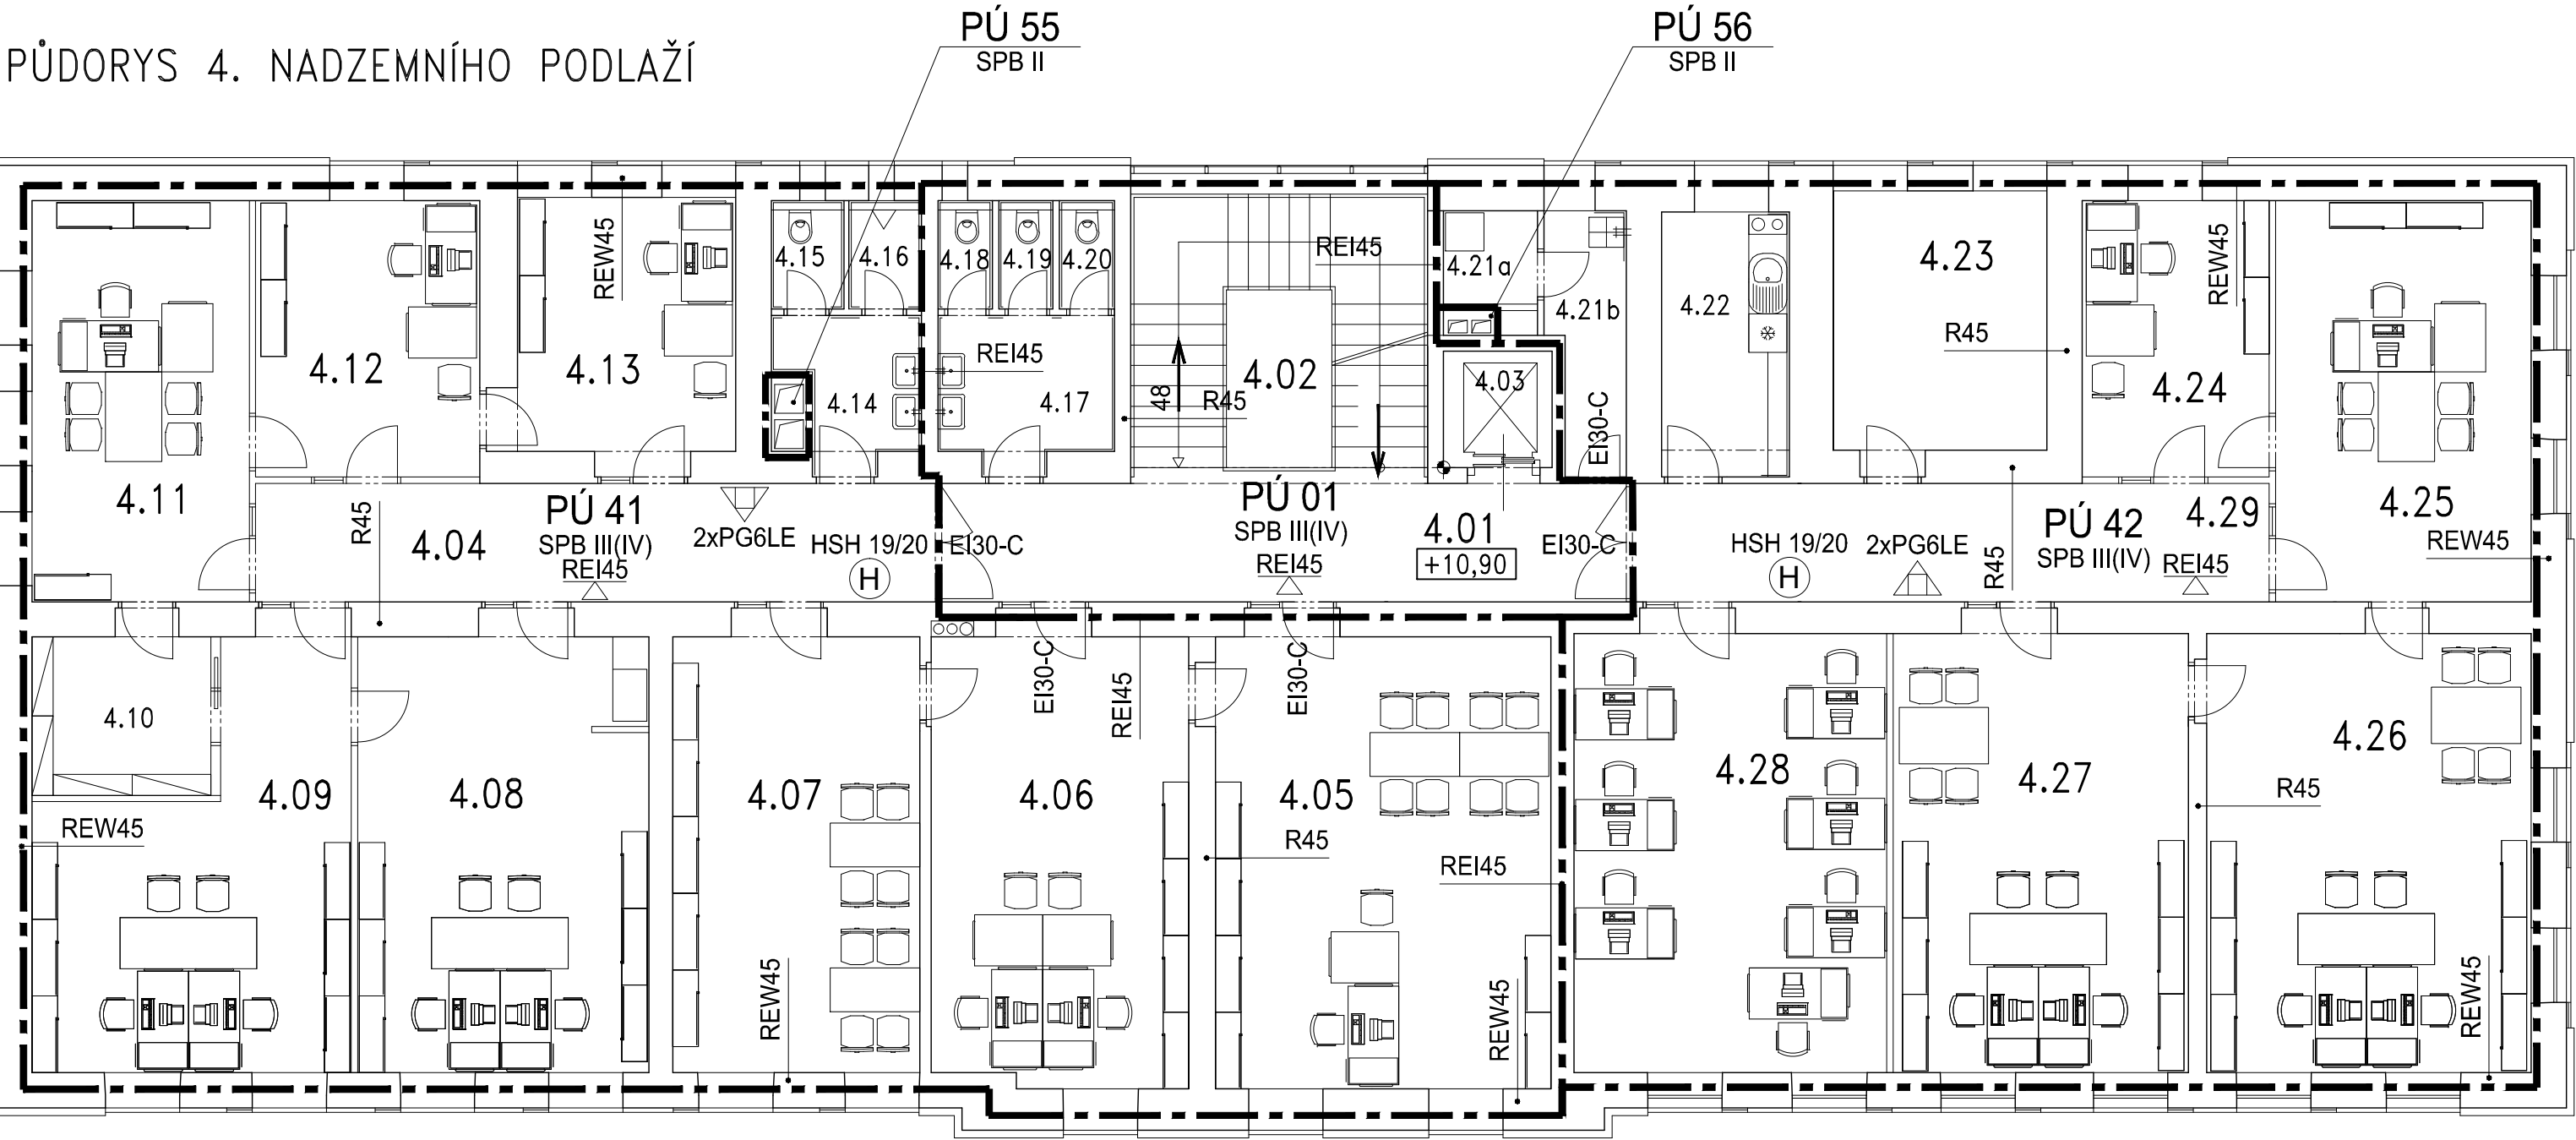 PÚ 55
SPB II
PÚ 56
SPB II
PŮDORYS 4. NADZEMNÍHO PODLAŽÍ
REW45
4.15
4.16
4.18
4.19
4.20
REI45
4.21a
4.21b
4.22
4.23
REW45
R45
4.12
4.13
4.14
REI45
4.17
48
R45
4.02
4.03
EI30-C
4.24
4.11
R45
4.04
PÚ 41
SPB III(IV)
REI45
2xPG6LE
HSH 19/20
H
EI30-C
PÚ 01
SPB III(IV)
REI45
4.01
+10,90
EI30-C
HSH 19/20
H
2xPG6LE
R45
PÚ 42
SPB III(IV)
4.29
REI45
4.25
REW45
4.10
4.09
REW45
4.08
4.07
REW45
EI30-C
4.06
REI45
EI30-C
4.05
R45
REI45
REW45
4.28
4.27
R45
4.26
REW45